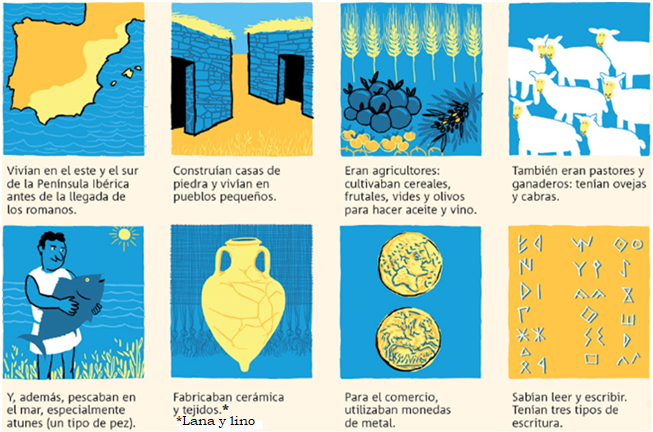 Vivían en el este y el sur
de la Península Ibérica
antes de la llegada de
los romanos.
Construían casas de
piedra y vivían en
pueblos pequeños.
Eran agricultores:
cultivaban cereales,
frutales, vides y olivos
para hacer aceite y vino.
También eran pastores y
ganaderos: tenían ovejas
y cabras.
Y, además, pescaban en
el mar, especialmente
atunes (un tipo de pez).
Fabricaban cerámica
y tejidos.*
*Lana y lino
Para el comercio,
utilizaban monedas
de metal.
Sabían leer y escribir.
Tenían tres tipos de
escritura.